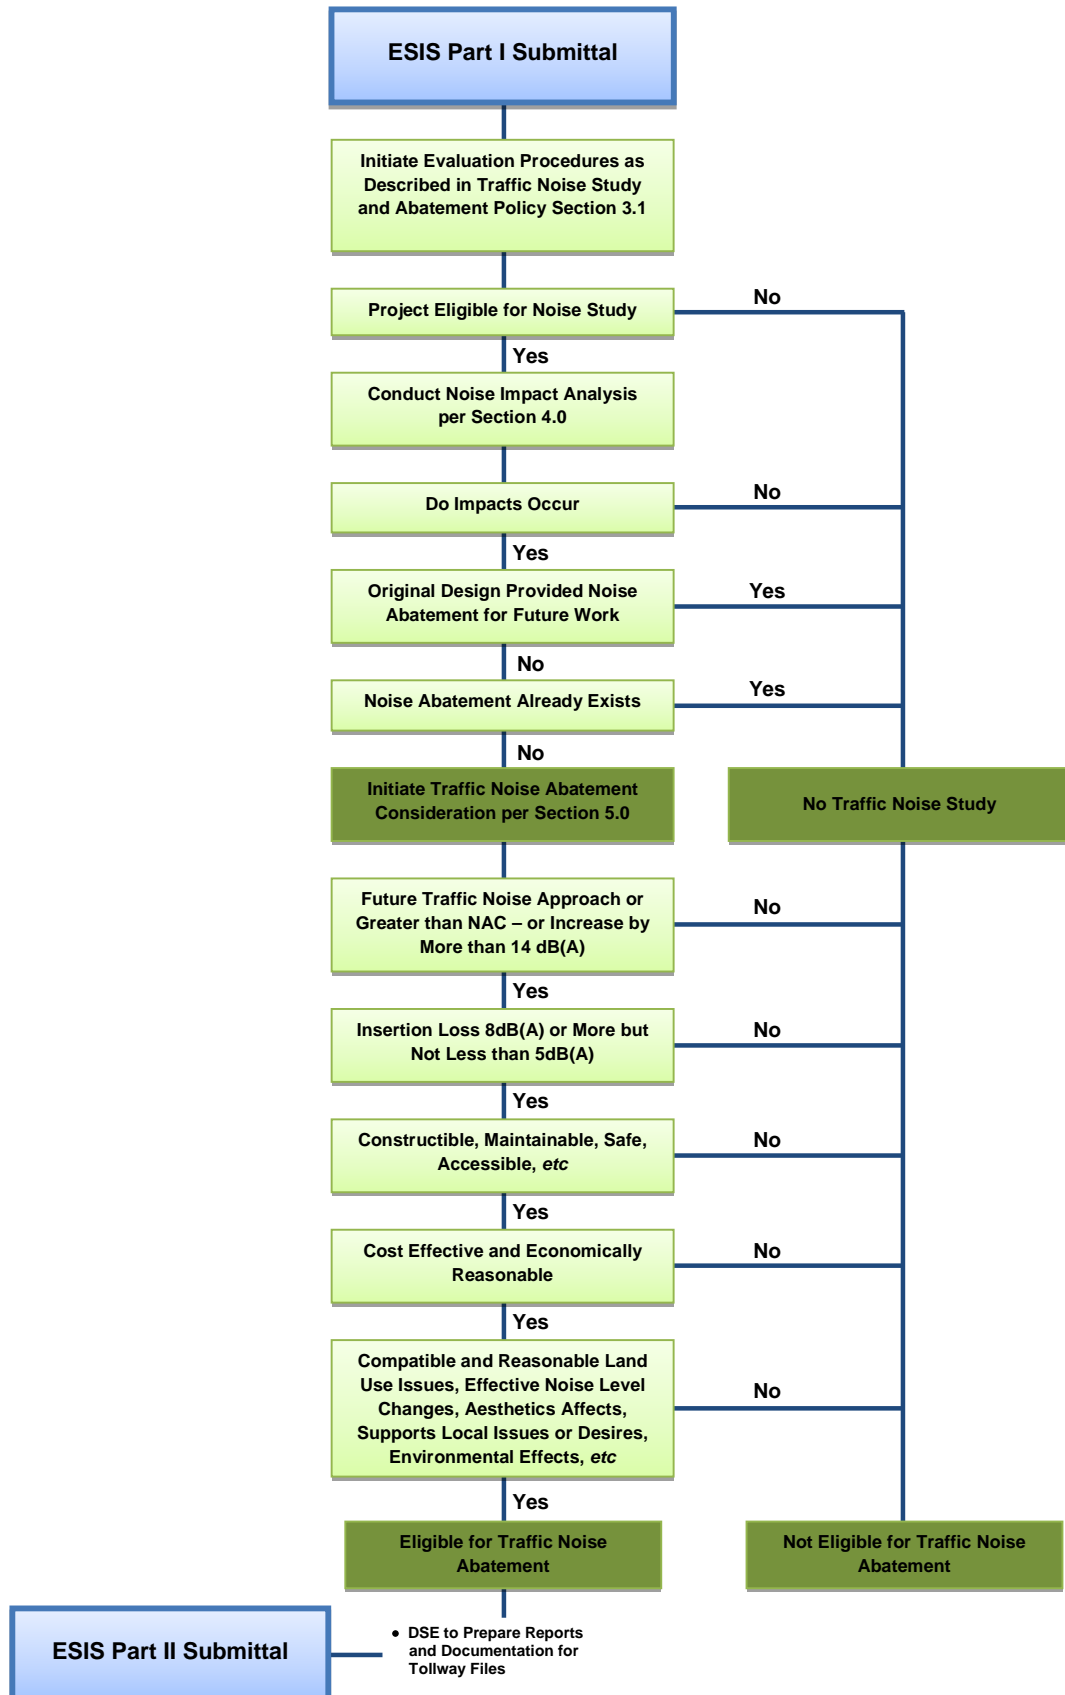 ESIS Part I Submittal
Initiate Evaluation Procedures as
Described in Traffic Noise Study
and Abatement Policy Section 3.1
Project Eligible for Noise Study
No
Yes
Conduct Noise Impact Analysis
per Section 4.0
Do Impacts Occur
No
Yes
Original Design Provided Noise
Abatement for Future Work
Yes
No
Noise Abatement Already Exists
Yes
No
Initiate Traffic Noise Abatement
Consideration per Section 5.0
No Traffic Noise Study
Future Traffic Noise Approach or
Greater than NAC – or Increase by
More than 14 dB(A)
No
Yes
Insertion Loss 8dB(A) or More but
Not Less than 5dB(A)
No
Yes
Constructible, Maintainable, Safe,
Accessible, etc
No
Yes
Cost Effective and Economically
Reasonable
No
Yes
Compatible and Reasonable Land
Use Issues, Effective Noise Level
Changes, Aesthetics Affects,
Supports Local Issues or Desires,
Environmental Effects, etc
No
Yes
Eligible for Traffic Noise
Abatement
Not Eligible for Traffic Noise
Abatement
ESIS Part II Submittal
• DSE to Prepare Reports
and Documentation for
Tollway Files